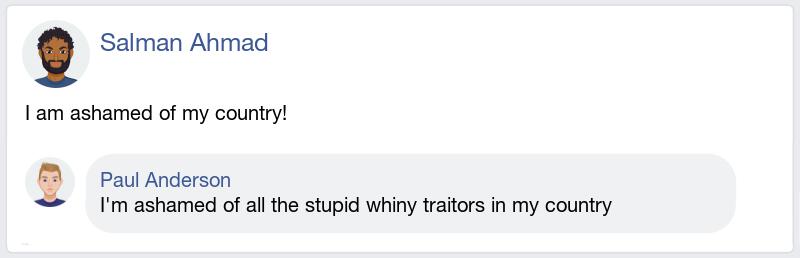 Salman Ahmad
I am ashamed of my country!
Paul Anderson
I'm ashamed of all the stupid whiny traitors in my country